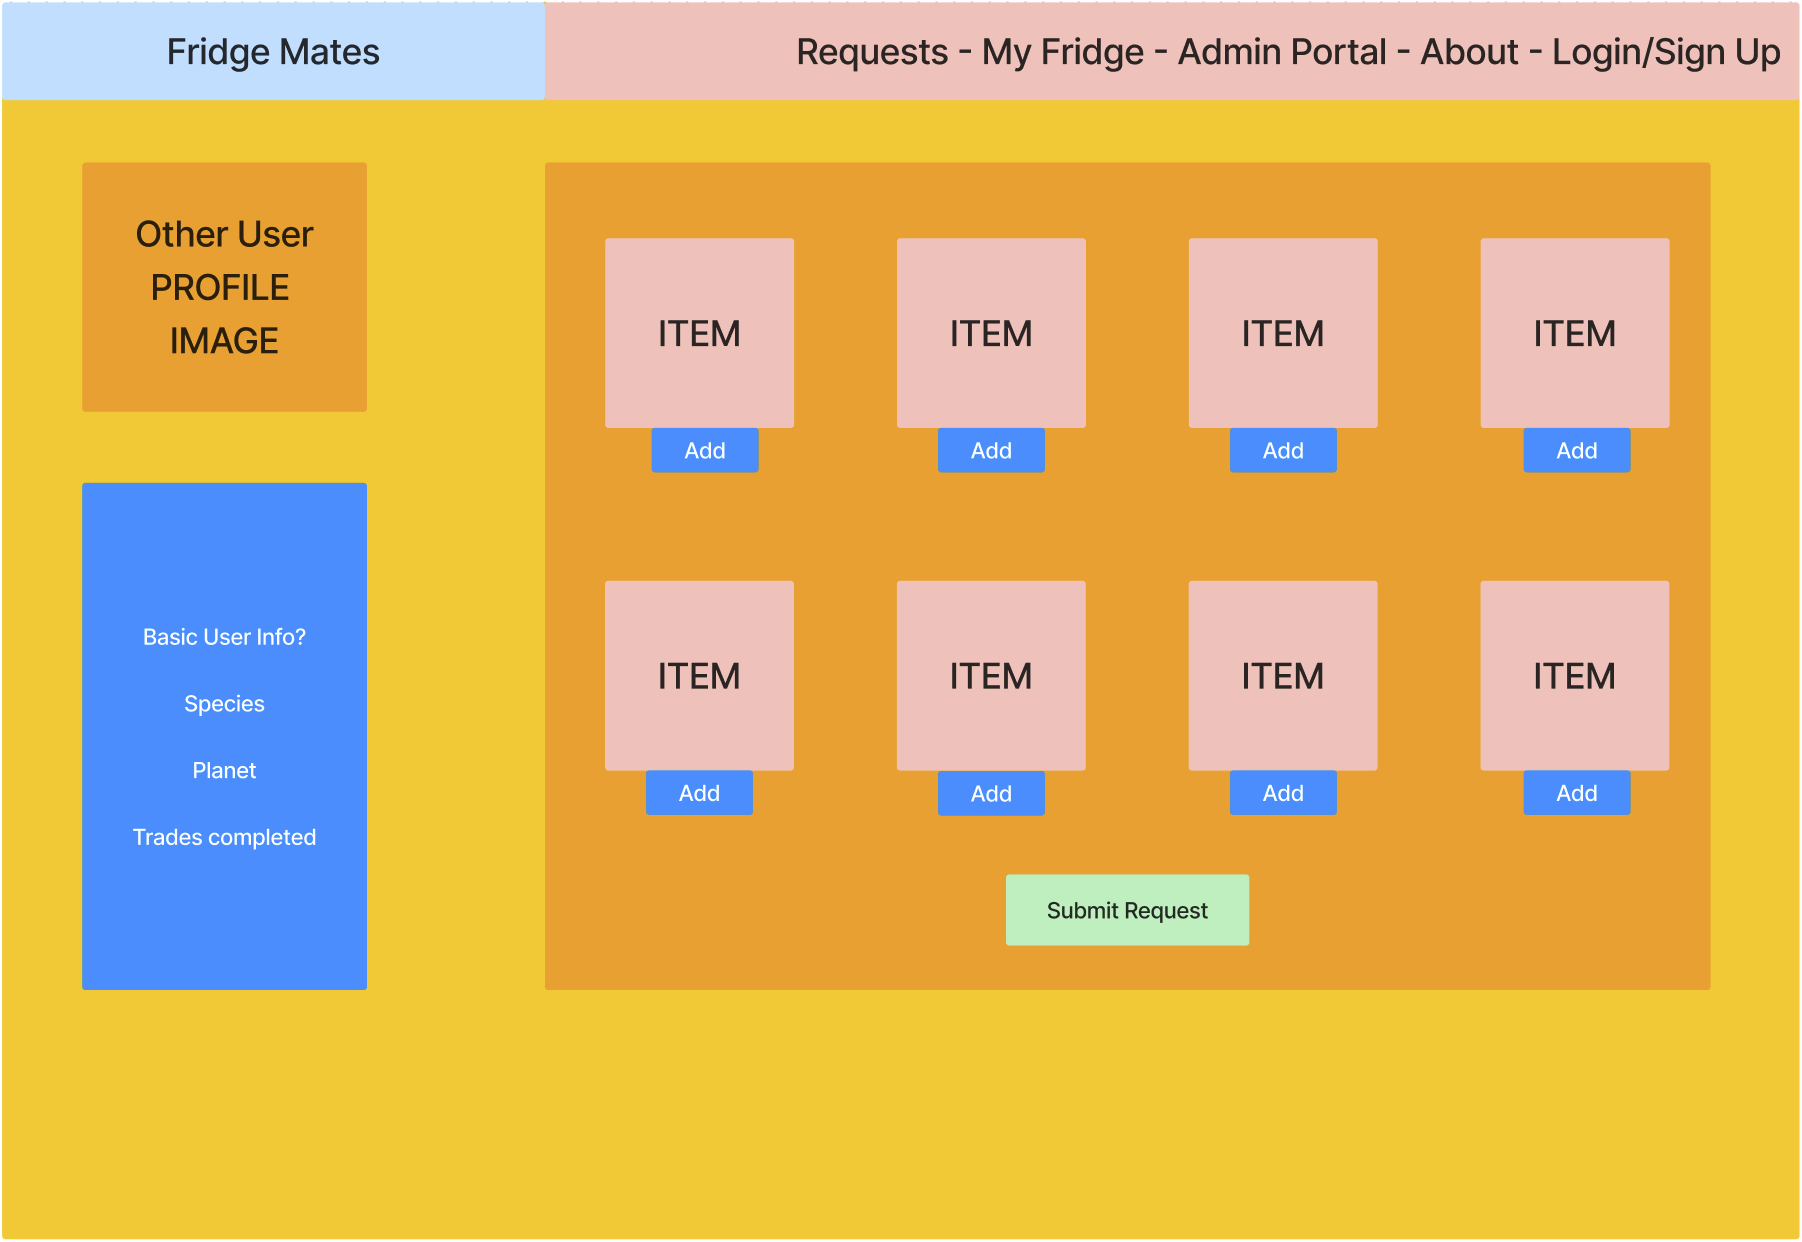 Fridge Mates
Requests - My Fridge - Admin Portal - About - Login/Sign Up
Other User
PROFILE
IMAGE
Basic User Info?
Species
Planet
Trades completed
ITEM
ITEM
ITEM
ITEM
Add
Add
Add
Add
ITEM
ITEM
ITEM
ITEM
Add
Add
Add
Add
Submit Request